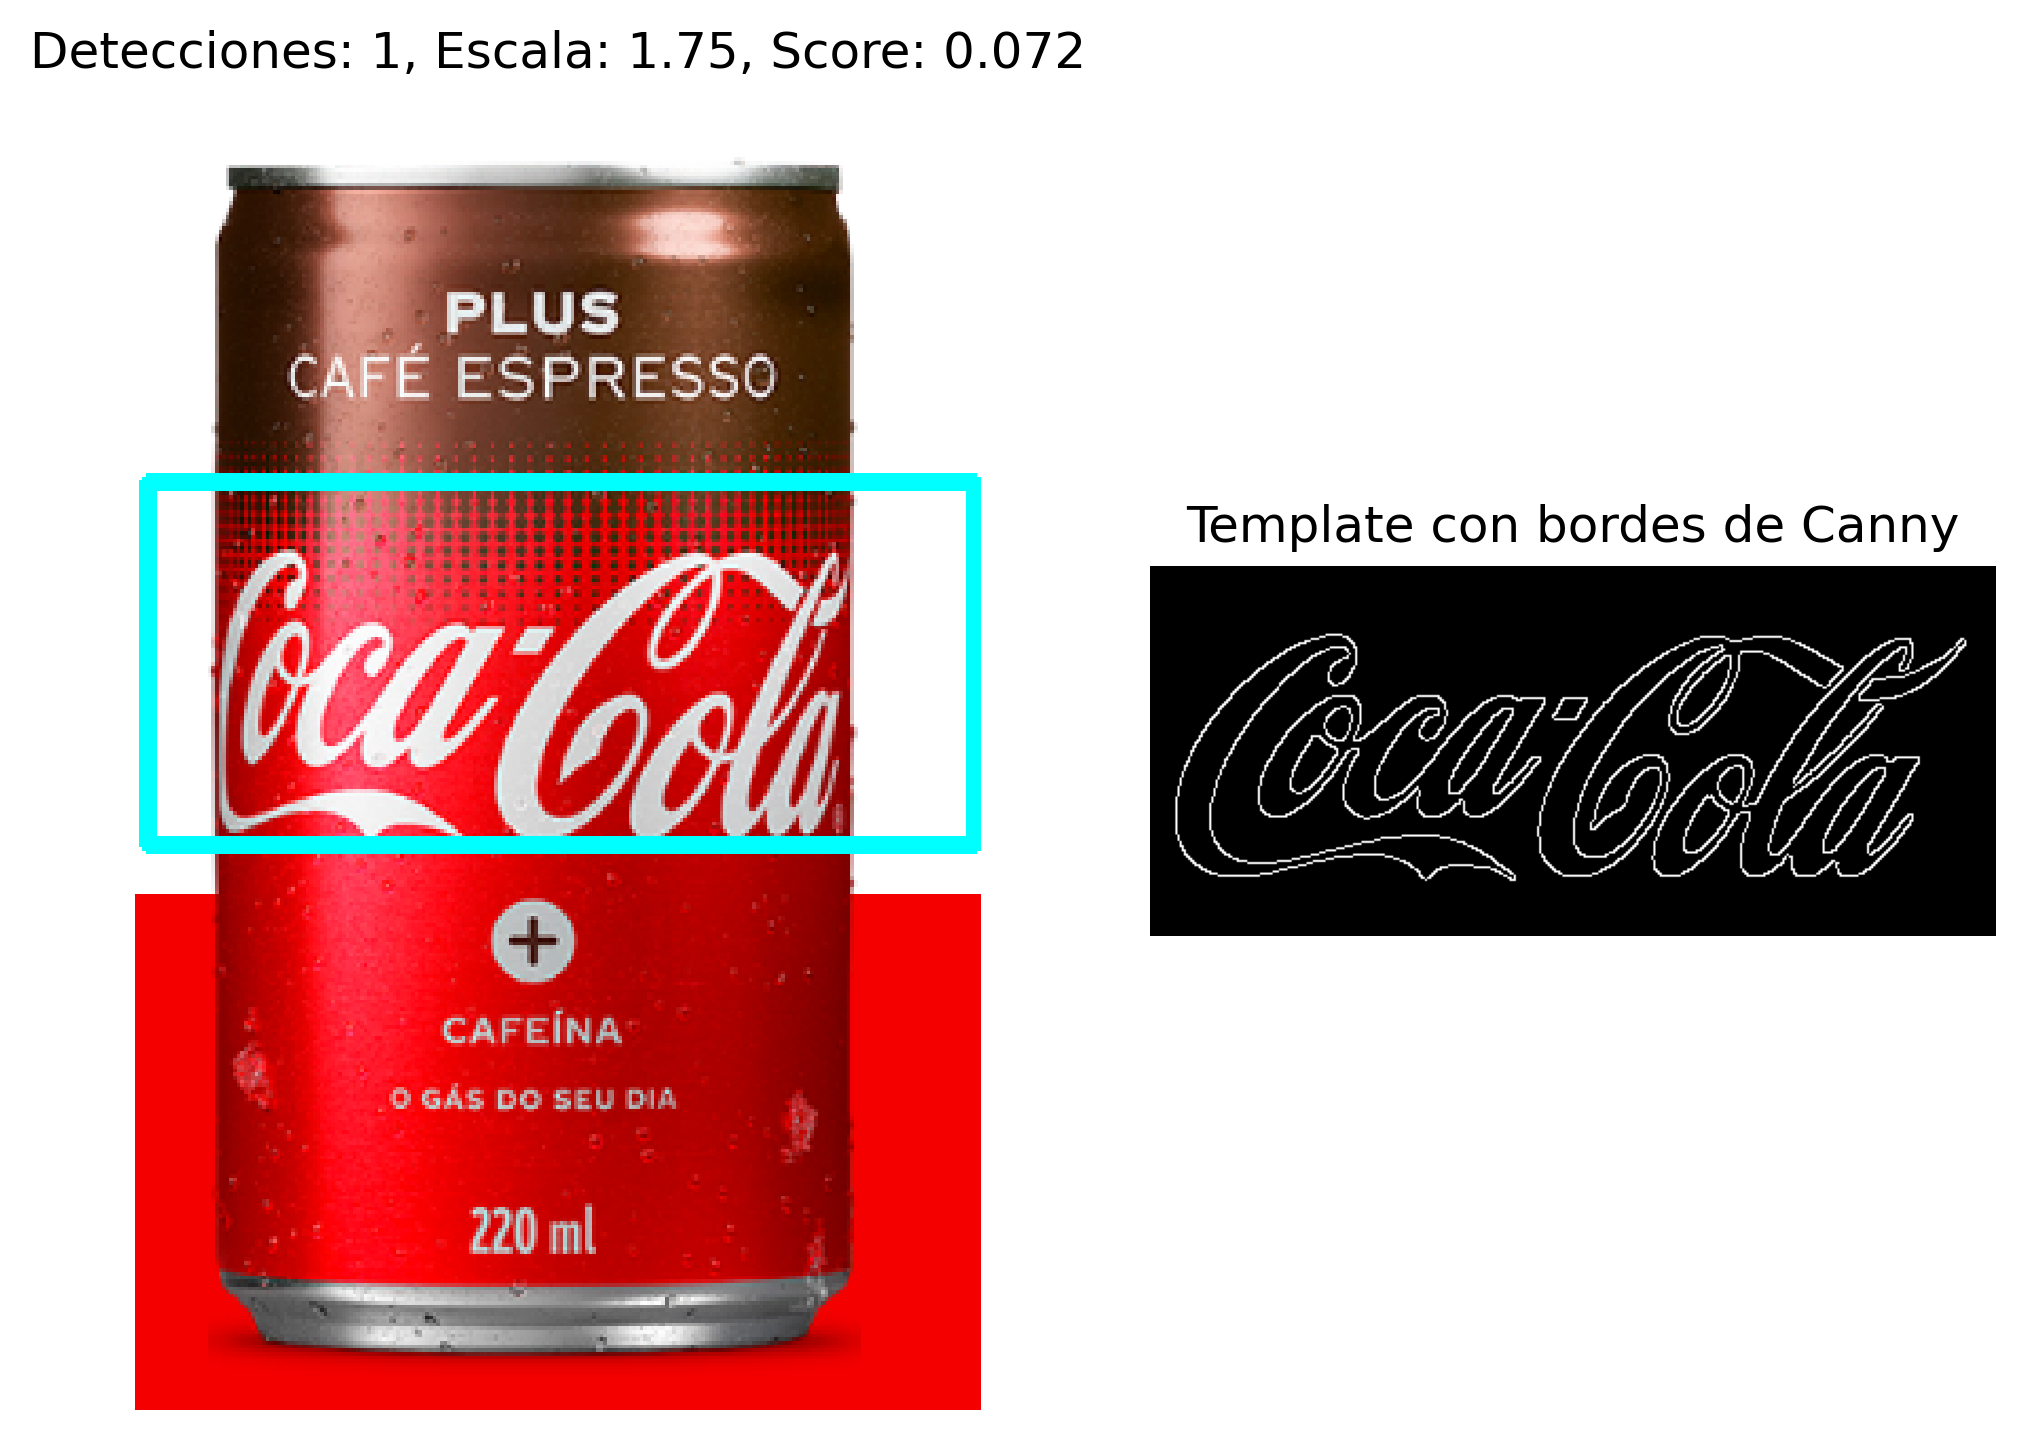 Detecciones: 1, Escala: 1.75, Score: 0.072
PLUS
CAFÉ ESPRESSO
Coca-Cola
+
CAFEÍNA
O GÁS DO SEU DIA
220 ml
Template con bordes de Canny
Coca-Cola